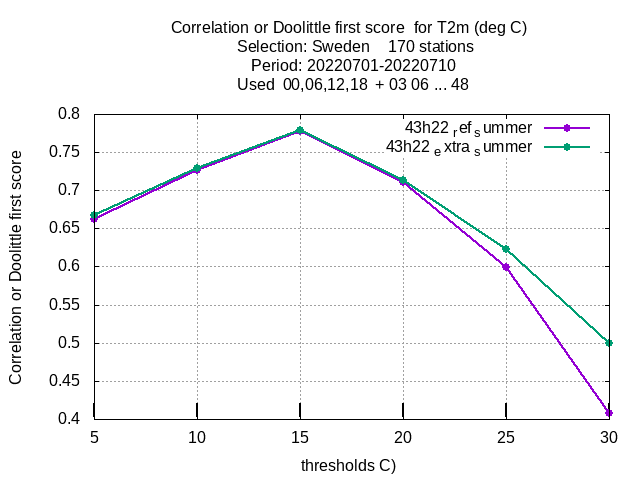 Correlation or Doolittle first score  for T2m (deg C)
Selection: Sweden    170 stations
Period: 20220701-20220710
Used  00,06,12,18  + 03 06 ... 48
43h22 ref summer
43h22 extra summer
Correlation or Doolittle first score
0.8
0.75
0.7
0.65
0.6
0.55
0.5
0.45
0.4
5 10 15 20 25 30
thresholds C)